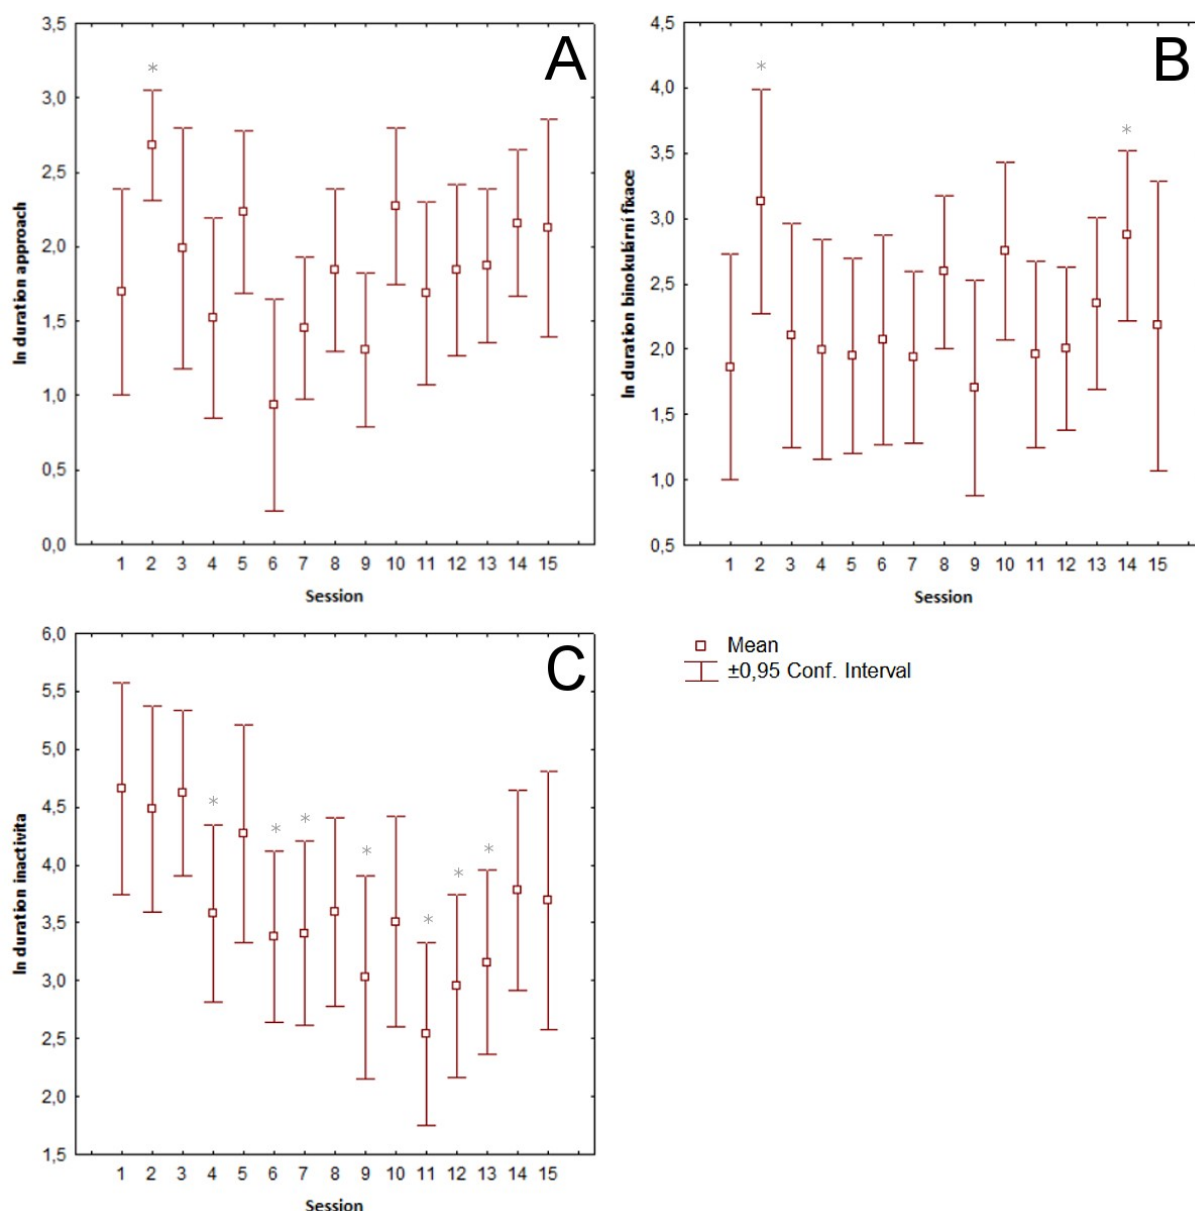 A
ln duration approach
3,5
3,0
2,5
2,0
1,5
1,0
0,5
0,0
*
1 2 3 4 5 6 7 8 9 10 11 12 13 14 15
Session
B
ln duration binokulární fixace
4,5
4,0
3,5
3,0
2,5
2,0
1,5
1,0
0,5
* *
1 2 3 4 5 6 7 8 9 10 11 12 13 14 15
Session
C
ln duration inactivita
6,0
5,5
5,0
4,5
4,0
3,5
3,0
2,5
2,0
1,5
* * * * * * *
1 2 3 4 5 6 7 8 9 10 11 12 13 14 15
Session
Mean
±0,95 Conf. Interval